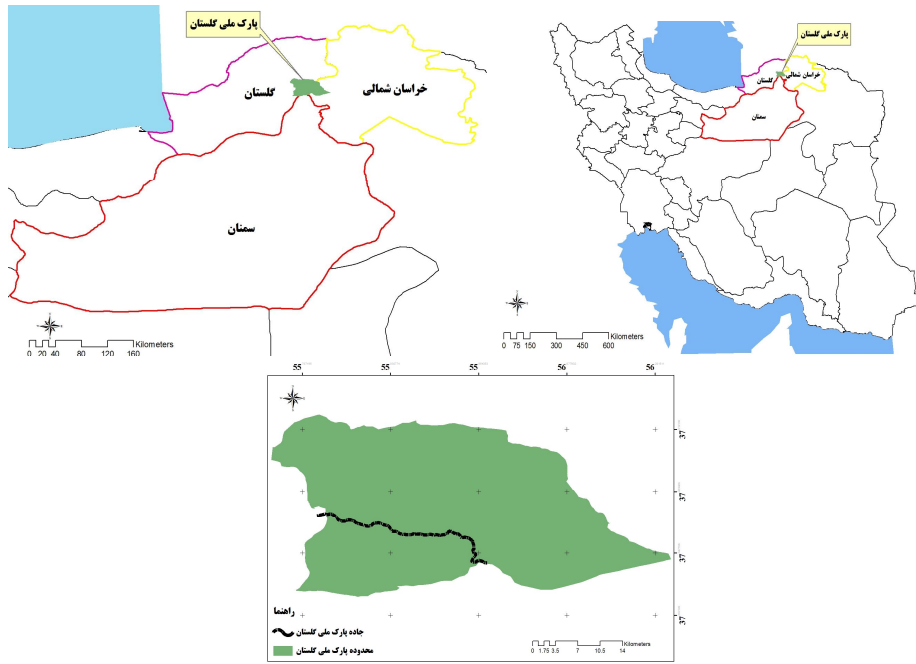 پارک ملی گلستان
گلستان
خراسان شمالی
سمنان
Kilometers
0 20 40 80 120 160
پارک ملی گلستان
گلستان
خراسان شمالی
سمنان
Kilometers
0 75 150 300 450 600
55 55 55 56 56
37
37
37
37
راهنما
جاده پارک ملی گلستان
محدوده پارک ملی گلستان
Kilometers
0 1.75 3.5 7 10.5 14